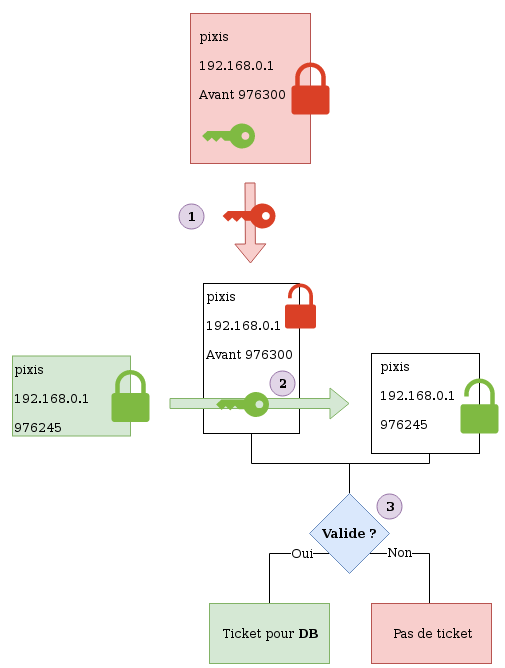 pixis
192.168.0.1
Avant 976300
1
pixis
192.168.0.1
Avant 976300
2
pixis
192.168.0.1
976245
pixis
192.168.0.1
976245
3
Valide ?
Oui
Non
Ticket pour DB
Pas de ticket